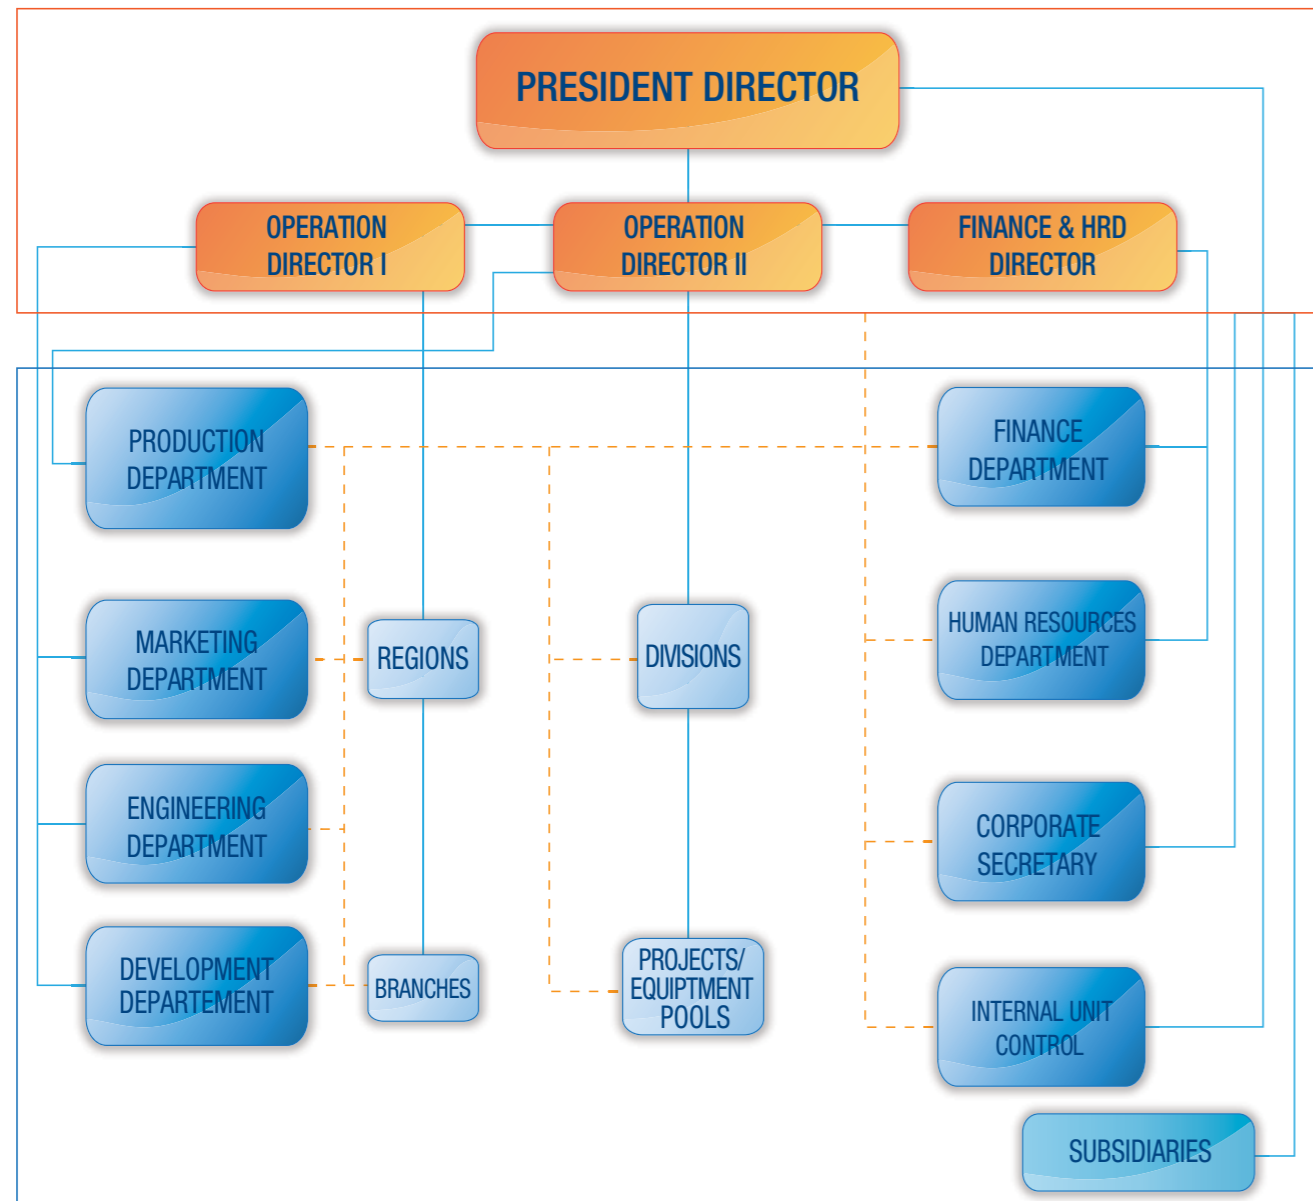 PRESIDENT DIRECTOR
OPERATION
DIRECTOR I
OPERATION
DIRECTOR II
FINANCE & HRD
DIRECTOR
PRODUCTION
DEPARTMENT
FINANCE
DEPARTMENT
MARKETING
DEPARTMENT
REGIONS
DIVISIONS
HUMAN RESOURCES
DEPARTMENT
ENGINEERING
DEPARTMENT
CORPORATE
SECRETARY
DEVELOPMENT
DEPARTEMENT
BRANCHES
PROJECTS/
EQUIPTMENT
POOLS
INTERNAL UNIT
CONTROL
SUBSIDIARIES